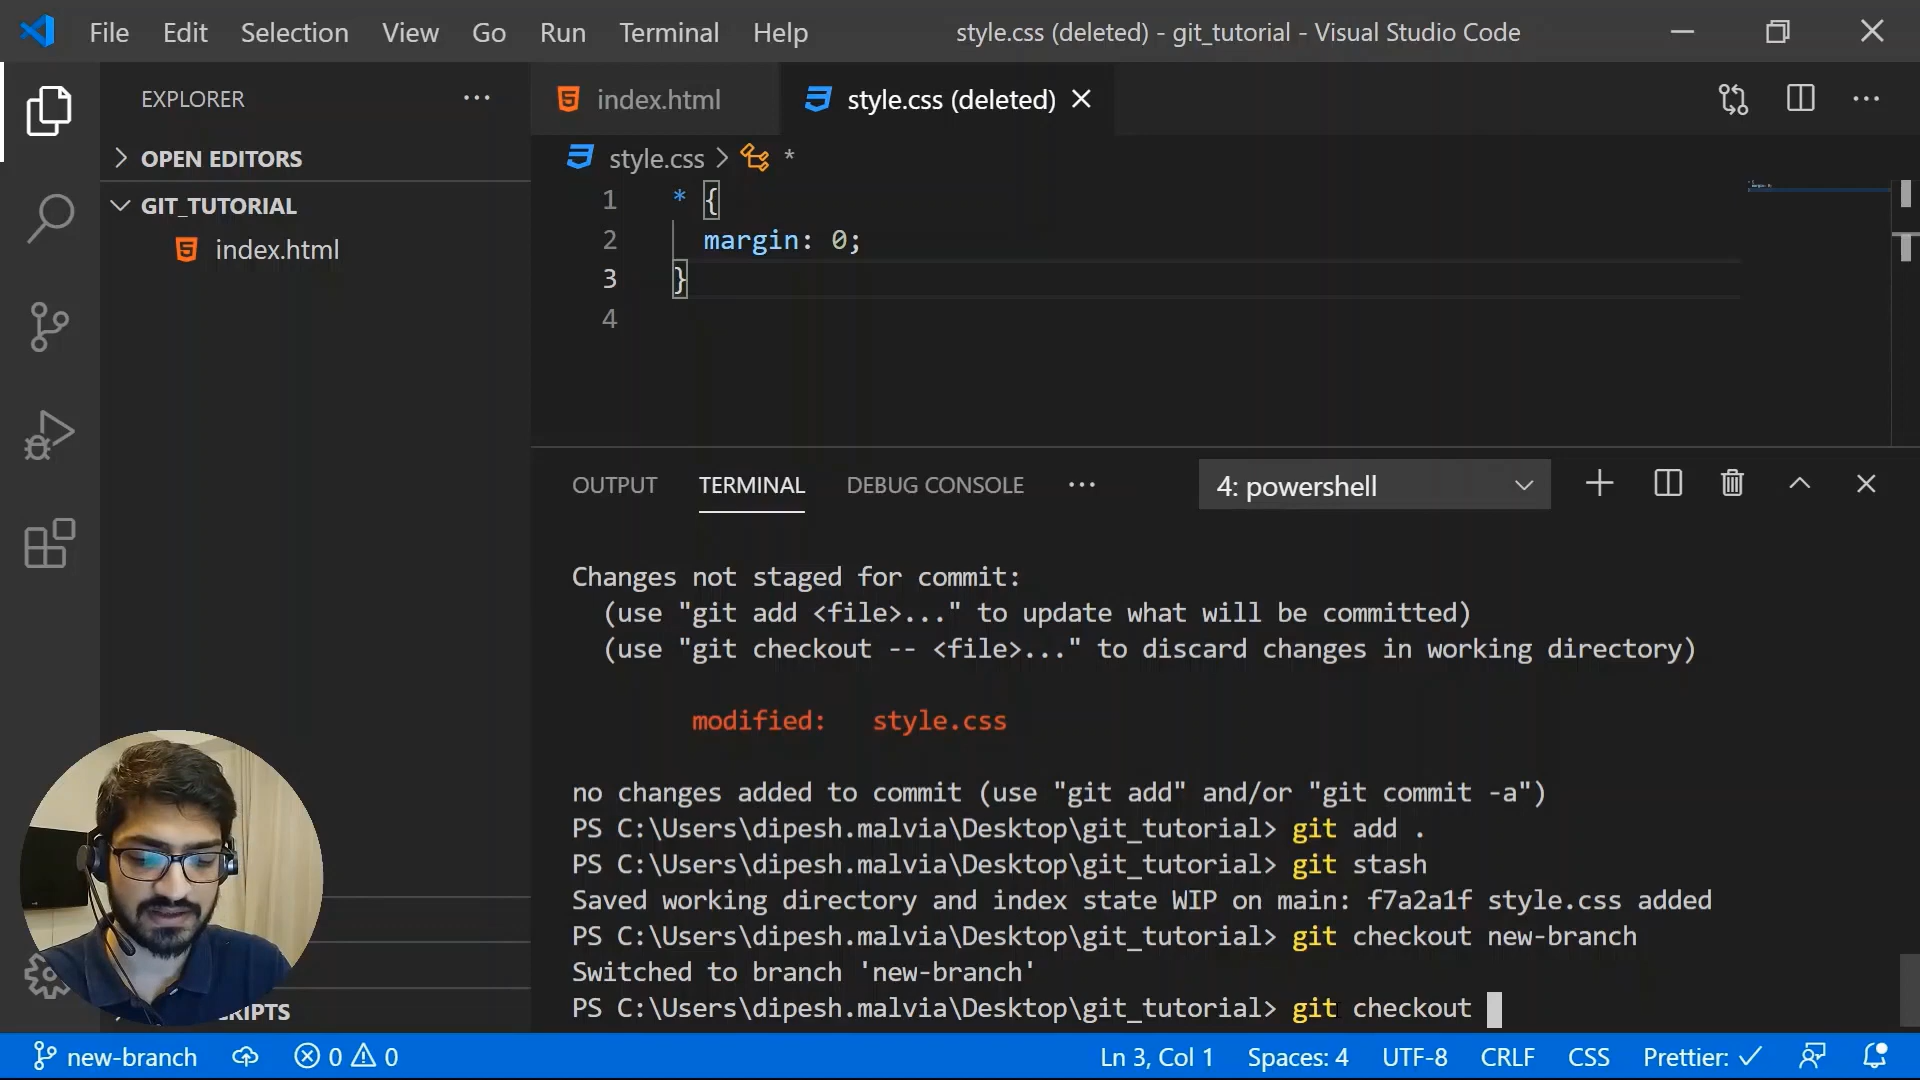 File Edit Selection View Go Run Terminal Help style.css (deleted) - git_tutorial - Visual Studio Code
EXPLORER
OPEN EDITORS
GIT_TUTORIAL
index.html
index.html style.css (deleted)
style.css > *
1 * {
2 margin: 0;
3 }
4
OUTPUT TERMINAL DEBUG CONSOLE 4: powershell
Changes not staged for commit:
(use "git add <file>..." to update what will be committed)
(use "git checkout -- <file>..." to discard changes in working directory)
modified: style.css
no changes added to commit (use "git add" and/or "git commit -a")
PS C:\Users\dipesh.malvia\Desktop\git_tutorial> git add .
PS C:\Users\dipesh.malvia\Desktop\git_tutorial> git stash
Saved working directory and index state WIP on main: f7a2a1f style.css added
PS C:\Users\dipesh.malvia\Desktop\git_tutorial> git checkout new-branch
Switched to branch 'new-branch'
PS C:\Users\dipesh.malvia\Desktop\git_tutorial> git checkout
new-branch 0 0 Ln 3, Col 1 Spaces: 4 UTF-8 CRLF CSS Prettier: ✓